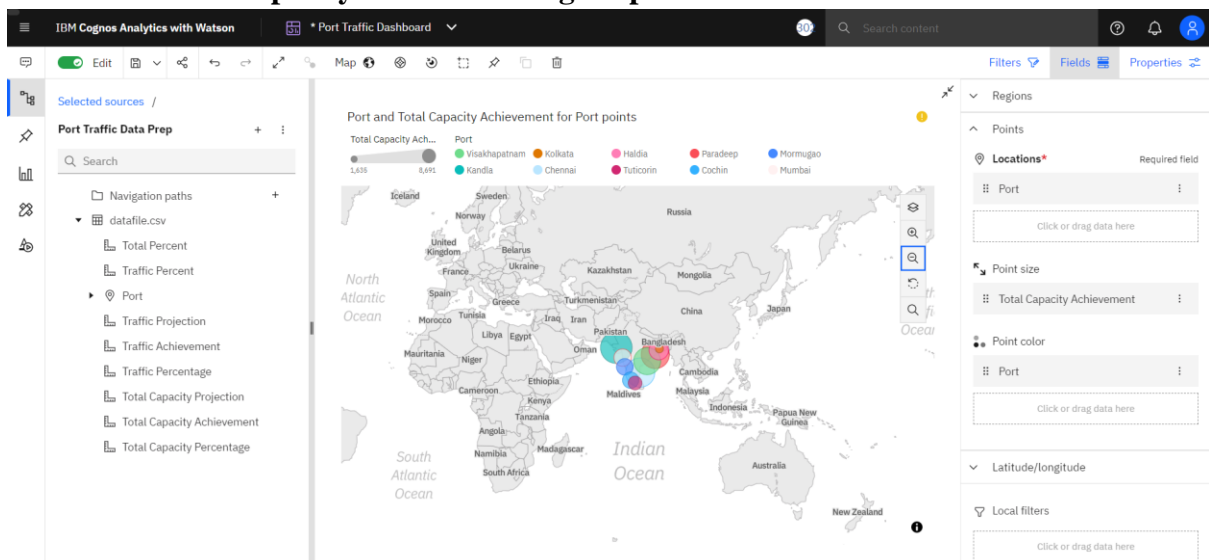 IBM Cognos Analytics with Watson
* Port Traffic Dashboard
Search content
Edit
Map
Filters
Fields
Properties
Selected sources /
Port Traffic Data Prep
Search
Navigation paths
datafile.csv
Total Percent
Traffic Percent
Port
Traffic Projection
Traffic Achievement
Traffic Percentage
Total Capacity Projection
Total Capacity Achievement
Total Capacity Percentage
Port and Total Capacity Achievement for Port points
Total Capacity Ach...
1,635 8,691
Port
Visakhapatnam Kolkata Haldia Paradeep Mormugao
Kandla Chennai Tuticorin Cochin Mumbai
Iceland
Sweden
Russia
Norway
United Kingdom
Belarus
Ukraine
France
Kazakhstan
Mongolia
North Atlantic Ocean
Spain
Greece
Turkmenistan
China
Japan
Morocco
Tunisia
Iraq
Iran
Pakistan
Libya
Egypt
Oman
Bangladesh
Mauritania
Niger
Cambodia
Ethiopia
Cameroon
Maldives
Malaysia
Kenya
Indonesia
Papua New Guinea
Tanzania
Angola
Madagascar
Indian Ocean
Namibia
South Africa
Australia
South Atlantic Ocean
New Zealand
Regions
Points
Locations* Required field
Port
Click or drag data here
Point size
Total Capacity Achievement
Point color
Port
Click or drag data here
Latitude/longitude
Local filters
Click or drag data here